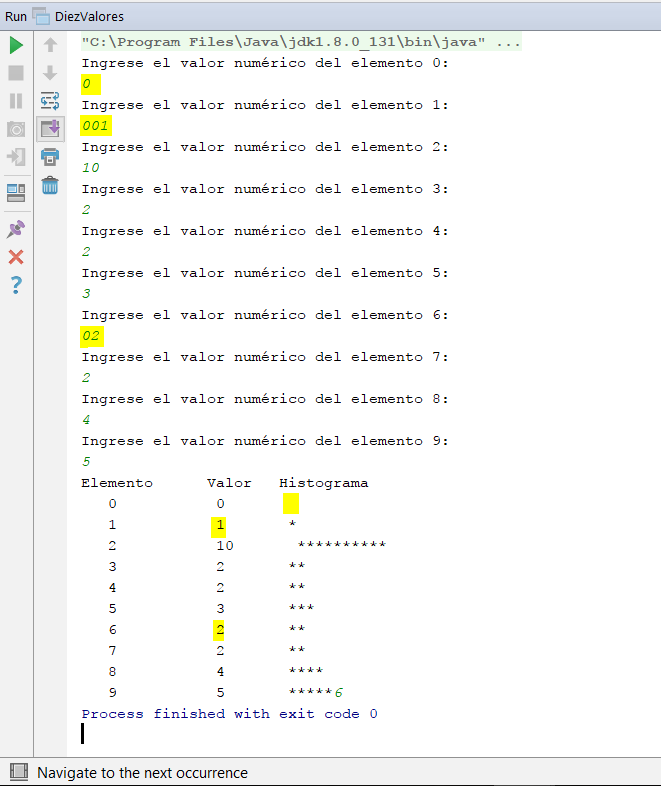 Run DiezValores
"C:\Program Files\Java\jdk1.8.0_131\bin\java" ...
Ingrese el valor numérico del elemento 0:
0
Ingrese el valor numérico del elemento 1:
001
Ingrese el valor numérico del elemento 2:
10
Ingrese el valor numérico del elemento 3:
2
Ingrese el valor numérico del elemento 4:
2
Ingrese el valor numérico del elemento 5:
3
Ingrese el valor numérico del elemento 6:
02
Ingrese el valor numérico del elemento 7:
2
Ingrese el valor numérico del elemento 8:
4
Ingrese el valor numérico del elemento 9:
5
Elemento Valor Histograma
0 0
1 1 *
2 10 **********
3 2 **
4 2 **
5 3 ***
6 2 **
7 2 **
8 4 ****
9 5 *****6
Process finished with exit code 0
Navigate to the next occurrence